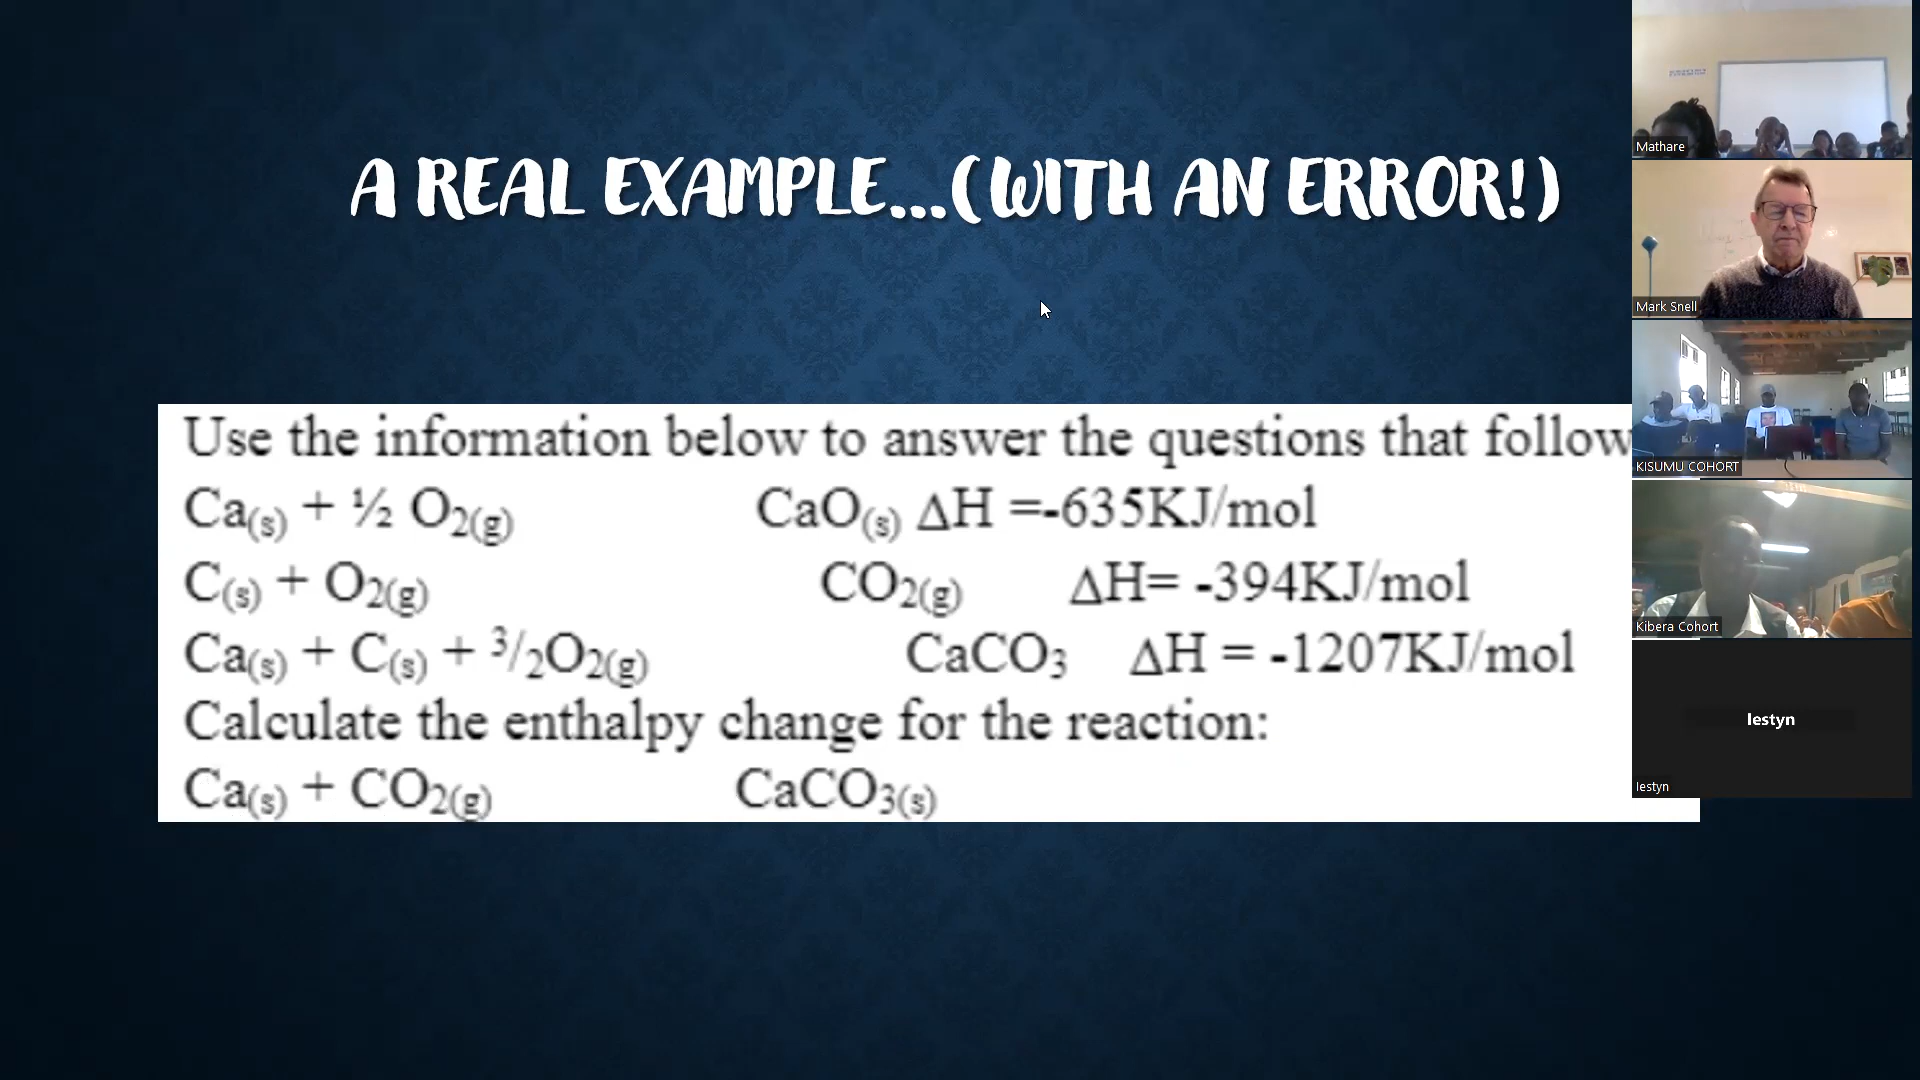 A REAL EXAMPLE...(WITH AN ERROR!)
Use the information below to answer the questions that follow
Ca(s) + ½ O2(g) CaO(s) ΔH =-635KJ/mol
C(s) + O2(g) CO2(g) ΔH= -394KJ/mol
Ca(s) + C(s) + 3/2O2(g) CaCO3 ΔH = -1207KJ/mol
Calculate the enthalpy change for the reaction:
Ca(s) + CO2(g) CaCO3(s)
Mathare
Mark Snell
KISUMU COHORT
Kibera Cohort
Iestyn
Iestyn